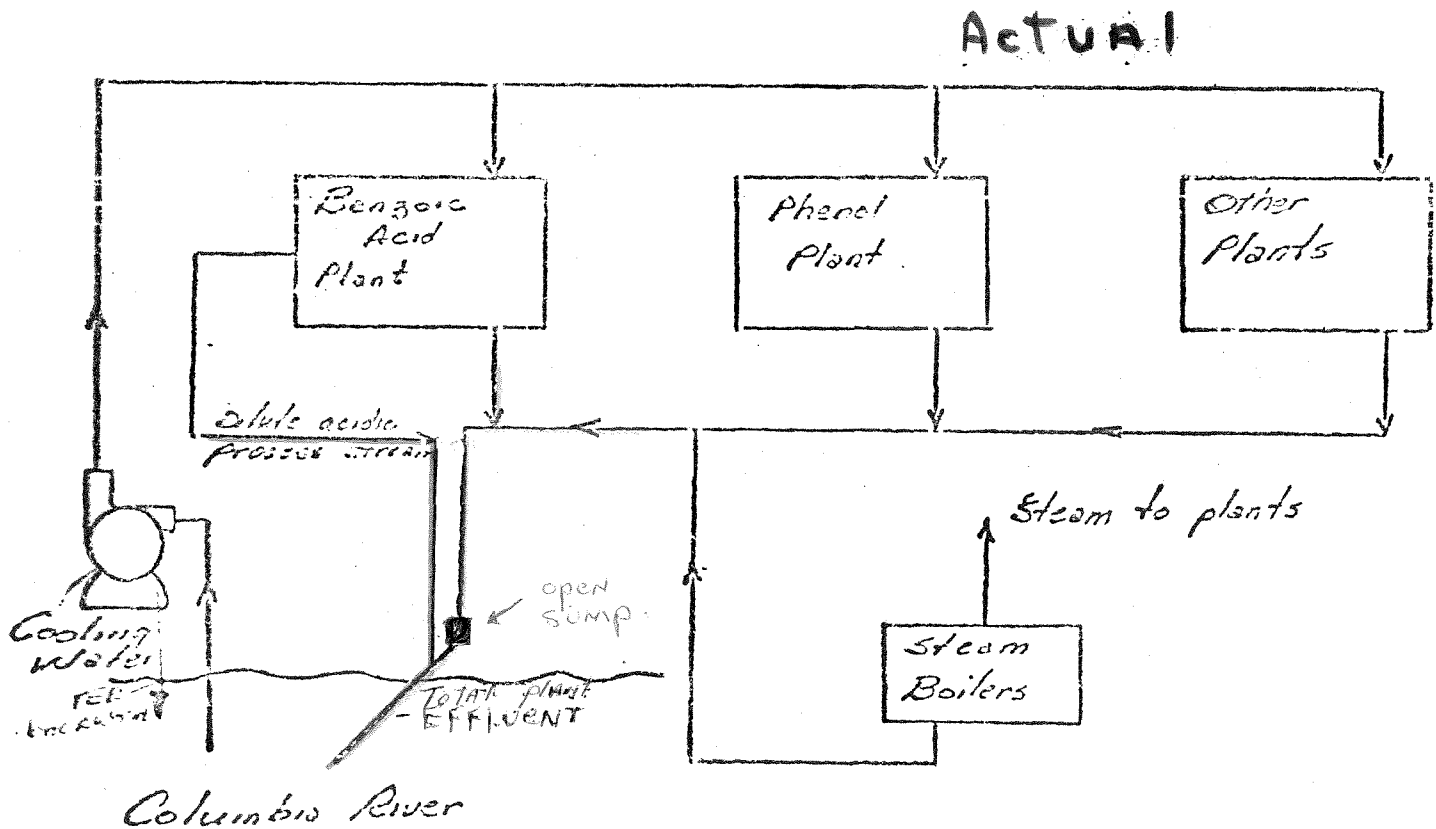 Actual
Benzoic
Acid
Plant
Phenol
Plant
Other
Plants
Dilute acidic
process stream
Steam to plants
open
sump
Cooling
Water
Total plant
- EFFLUENT
Steam
Boilers
Columbia River